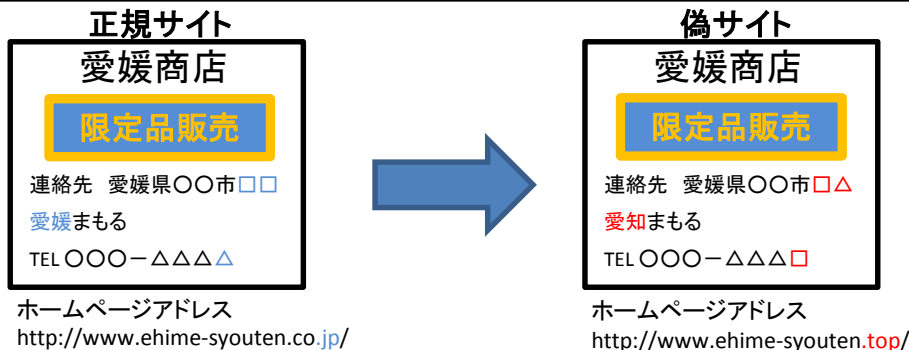 正規サイト
愛媛商店
限定品販売
連絡先　愛媛県〇〇市□□
愛媛まもる
TEL〇〇〇－△△△△
ホームページアドレス
http://www.ehime-syouten.co.jp/
偽サイト
愛媛商店
限定品販売
連絡先　愛媛県〇〇市□△
愛知まもる
TEL〇〇〇－△△△□
ホームページアドレス
http://www.ehime-syouten.top/